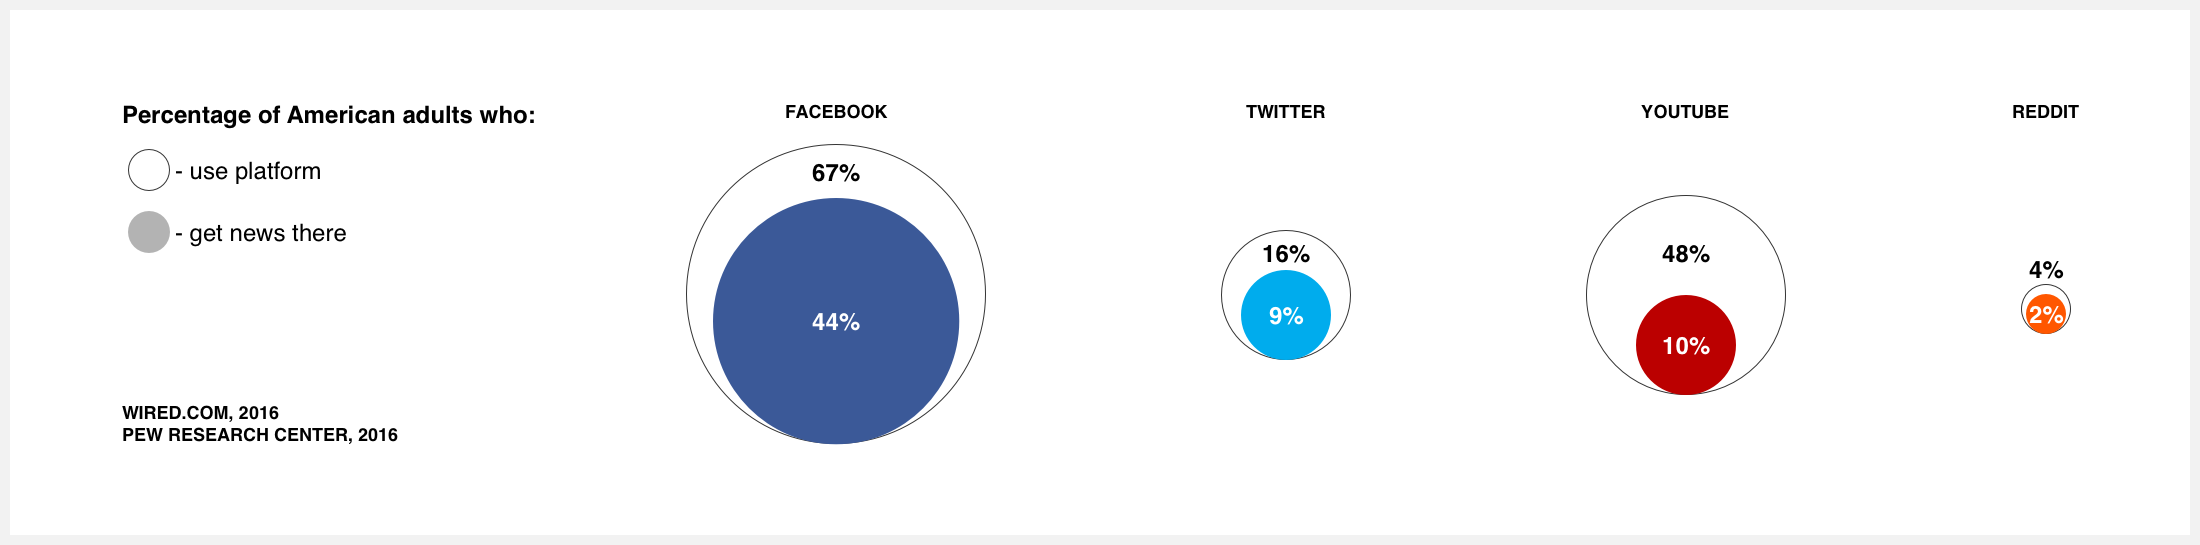 Percentage of American adults who:
- use platform
- get news there
WIRED.COM, 2016
PEW RESEARCH CENTER, 2016
FACEBOOK
67%
44%
TWITTER
16%
9%
YOUTUBE
48%
10%
REDDIT
4%
2%